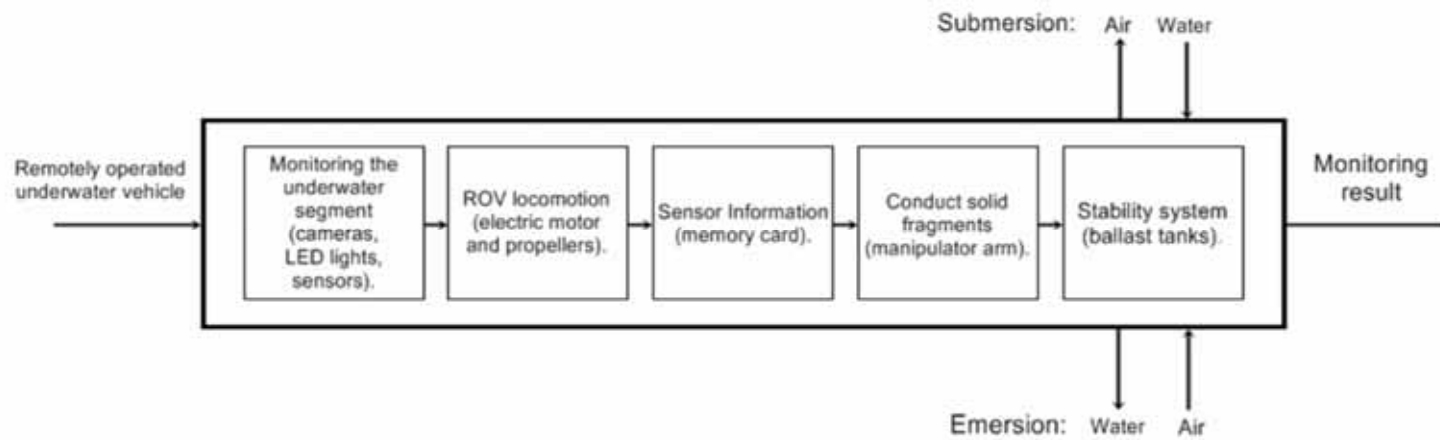 Submersion: Air Water
Remotely operated
underwater vehicle
Monitoring the
underwater
segment
(cameras,
LED lights,
sensors).
ROV locomotion
(electric motor
and propellers).
Sensor Information
(memory card).
Conduct solid
fragments
(manipulator arm).
Stability system
(ballast tanks).
Monitoring
result
Emersion: Water Air